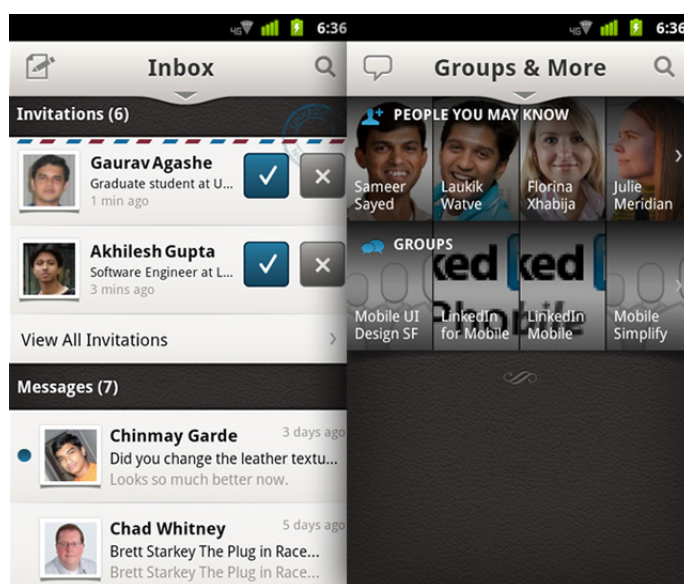 4G 6:36
Inbox
Invitations (6)
Gaurav Agashe
Graduate student at U...
1 min ago
Akhilesh Gupta
Software Engineer at L...
3 mins ago
View All Invitations
Messages (7)
Chinmay Garde
3 days ago
Did you change the leather textu...
Looks so much better now.
Chad Whitney
5 days ago
Brett Starkey The Plug in Race...
Brett Starkey The Plug in Race...
4G 6:36
Groups & More
PEOPLE YOU MAY KNOW
Sameer
Sayed
Laukik
Watve
Florina
Xhabija
Julie
Meridian
GROUPS
ked
ked
Mobile UI
Design SF
LinkedIn
for Mobile
LinkedIn
Mobile
Mobile
Simplify